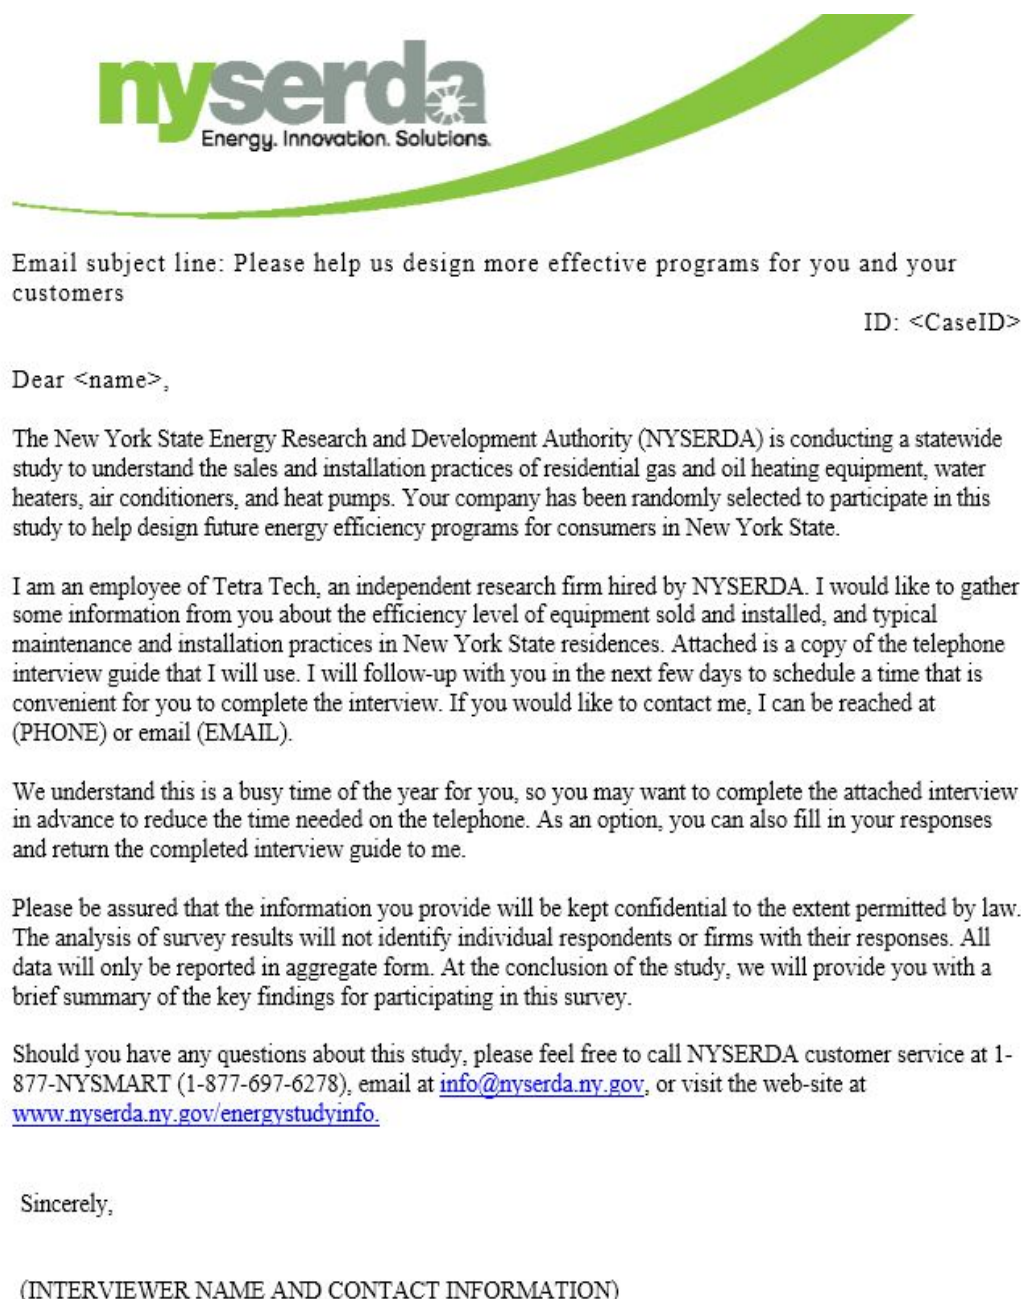 nyserda
Energy. Innovation. Solutions.
Email subject line: Please help us design more effective programs for you and your
customers
ID: <CaseID>
Dear <name>,
The New York State Energy Research and Development Authority (NYSERDA) is conducting a statewide
study to understand the sales and installation practices of residential gas and oil heating equipment, water
heaters, air conditioners, and heat pumps. Your company has been randomly selected to participate in this
study to help design future energy efficiency programs for consumers in New York State.
I am an employee of Tetra Tech, an independent research firm hired by NYSERDA. I would like to gather
some information from you about the efficiency level of equipment sold and installed, and typical
maintenance and installation practices in New York State residences. Attached is a copy of the telephone
interview guide that I will use. I will follow-up with you in the next few days to schedule a time that is
convenient for you to complete the interview. If you would like to contact me, I can be reached at
(PHONE) or email (EMAIL).
We understand this is a busy time of the year for you, so you may want to complete the attached interview
in advance to reduce the time needed on the telephone. As an option, you can also fill in your responses
and return the completed interview guide to me.
Please be assured that the information you provide will be kept confidential to the extent permitted by law.
The analysis of survey results will not identify individual respondents or firms with their responses. All
data will only be reported in aggregate form. At the conclusion of the study, we will provide you with a
brief summary of the key findings for participating in this survey.
Should you have any questions about this study, please feel free to call NYSERDA customer service at 1-
877-NYSMART (1-877-697-6278), email at info@nyserda.ny.gov, or visit the web-site at
www.nyserda.ny.gov/energystudyinfo.
Sincerely,
(INTERVIEWER NAME AND CONTACT INFORMATION)